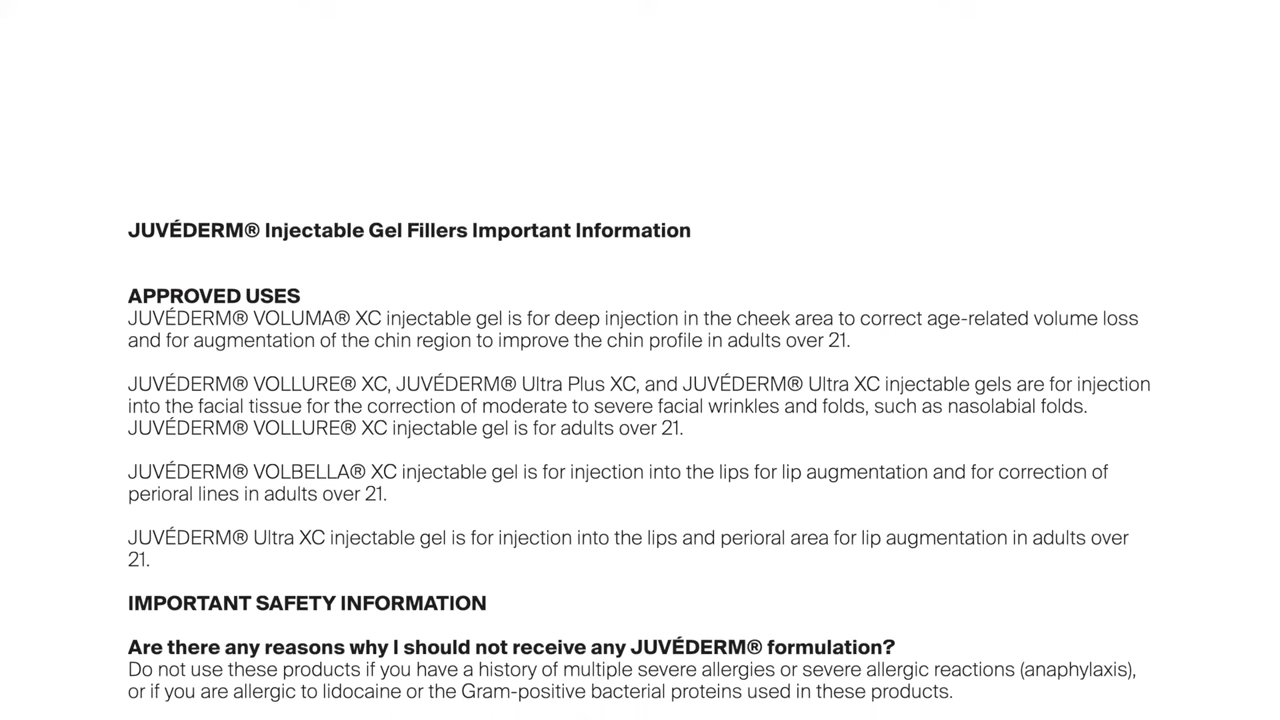 JUVÉDERM® Injectable Gel Fillers Important Information
APPROVED USES
JUVÉDERM® VOLUMA® XC injectable gel is for deep injection in the cheek area to correct age-related volume loss
and for augmentation of the chin region to improve the chin profile in adults over 21.
JUVÉDERM® VOLLURE® XC, JUVÉDERM® Ultra Plus XC, and JUVÉDERM® Ultra XC injectable gels are for injection
into the facial tissue for the correction of moderate to severe facial wrinkles and folds, such as nasolabial folds.
JUVÉDERM® VOLLURE® XC injectable gel is for adults over 21.
JUVÉDERM® VOLBELLA® XC injectable gel is for injection into the lips for lip augmentation and for correction of
perioral lines in adults over 21.
JUVÉDERM® Ultra XC injectable gel is for injection into the lips and perioral area for lip augmentation in adults over
21.
IMPORTANT SAFETY INFORMATION
Are there any reasons why I should not receive any JUVÉDERM® formulation?
Do not use these products if you have a history of multiple severe allergies or severe allergic reactions (anaphylaxis),
or if you are allergic to lidocaine or the Gram-positive bacterial proteins used in these products.